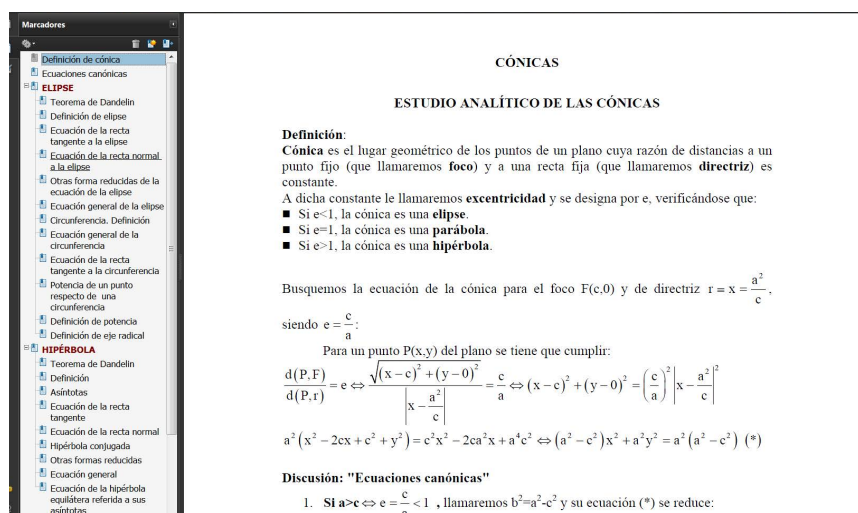 Marcadores
Definición de cónica
Ecuaciones canónicas
ELIPSE
Teorema de Dandelin
Definición de elipse
Ecuación de la recta
tangente a la elipse
Ecuación de la recta normal
a la elipse
Otras forma reducidas de la
ecuación de la elipse
Ecuación general de la elipse
Circunferencia. Definición
Ecuación general de la
circunferencia
Ecuación de la recta
tangente a la circunferencia
Potencia de un punto
respecto de una
circunferencia
Definición de potencia
Definición de eje radical
HIPÉRBOLA
Teorema de Dandelin
Definición
Asíntotas
Ecuación de la recta
tangente
Ecuación de la recta normal
Hipérbola conjugada
Otras formas reducidas
Ecuación general
Ecuación de la hipérbola
equilátera referida a sus
asíntotas
CÓNICAS
ESTUDIO ANALÍTICO DE LAS CÓNICAS
Definición:
Cónica es el lugar geométrico de los puntos de un plano cuya razón de distancias a un
punto fijo (que llamaremos foco) y a una recta fija (que llamaremos directriz) es
constante.
A dicha constante le llamaremos excentricidad y se designa por e, verificándose que:
■ Si e<1, la cónica es una elipse.
■ Si e=1, la cónica es una parábola.
■ Si e>1, la cónica es una hipérbola.
Busquemos la ecuación de la cónica para el foco F(c,0) y de directriz r ≡ x = a²/c,
siendo e = c/a:
Para un punto P(x,y) del plano se tiene que cumplir:
d(P,F)/d(P,r) = e ⇔ √((x−c)²+(y−0)²)/|x − a²/c| = c/a ⇔ (x−c)²+(y−0)² = (c/a)²|x − a²/c|²
a²(x²−2cx+c²+y²) = c²x²−2ca²x+a⁴c² ⇔ (a²−c²)x²+a²y² = a²(a²−c²) (*)
Discusión: "Ecuaciones canónicas"
1. Si a>c ⇔ e = c/a < 1 , llamaremos b²=a²-c² y su ecuación (*) se reduce: